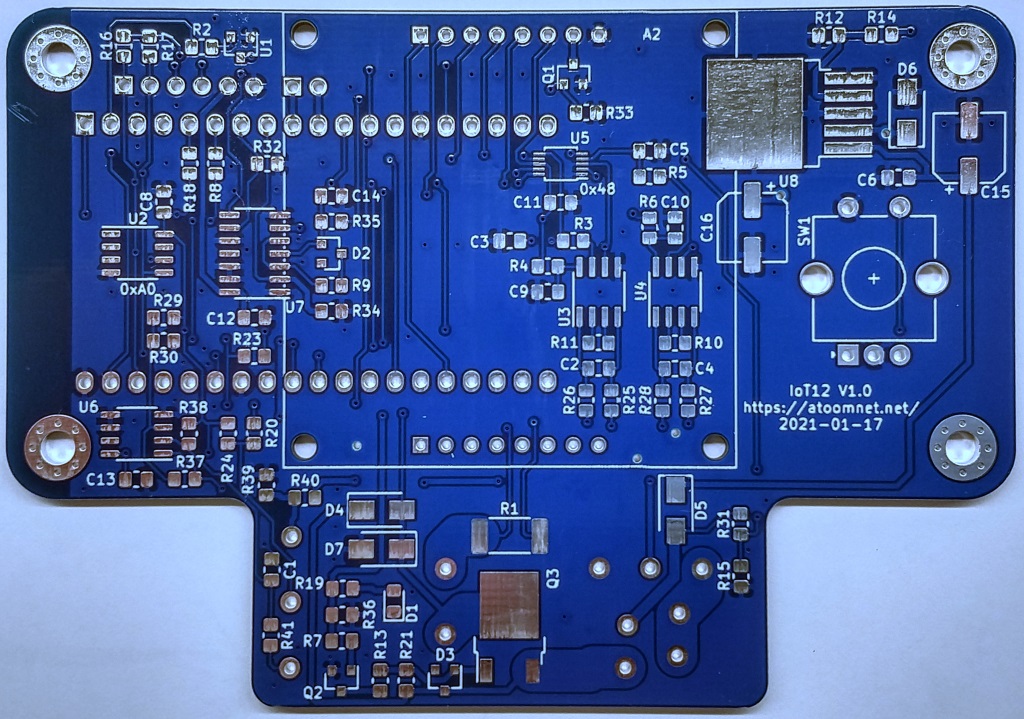 R16
R17
R2
U1
A2
R12
R14
Q1
D6
R33
U5
0x48
R32
C5
R5
U8
C6
+
C15
R18
R8
C8
C14
C11
R6
C10
C16
+
SW1
U2
0xA0
R35
D2
C3
R3
R4
R9
C9
U4
U7
R34
U3
R29
C12
R30
R23
R11
R10
C2
C4
R26
R25
R28
R27
IoT12 V1.0
https://atoomnet.net/
2021-01-17
U6
R38
R20
R24
R37
C13
R39
R40
D4
R1
D5
R31
D7
C1
R19
Q3
R15
R36
D1
R41
R7
R13
R21
D3
Q2